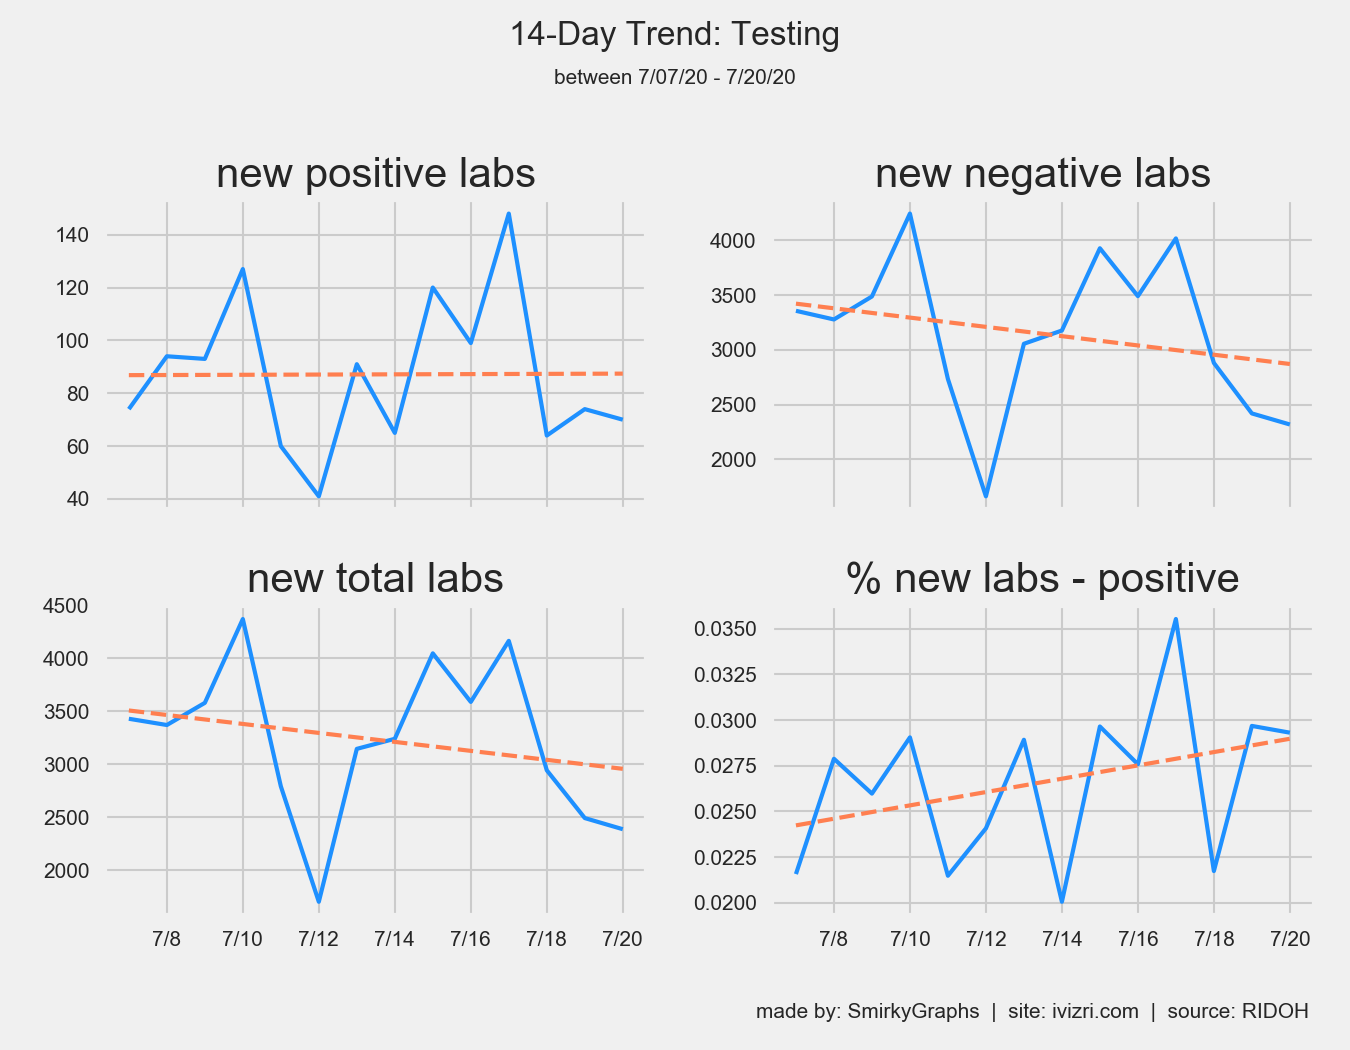 14-Day Trend: Testing
between 7/07/20 - 7/20/20
new positive labs
140
120
100
80
60
40
new negative labs
4000
3500
3000
2500
2000
new total labs
4500
4000
3500
3000
2500
2000
7/8 7/10 7/12 7/14 7/16 7/18 7/20
% new labs - positive
0.0350
0.0325
0.0300
0.0275
0.0250
0.0225
0.0200
7/8 7/10 7/12 7/14 7/16 7/18 7/20
made by: SmirkyGraphs | site: ivizri.com | source: RIDOH